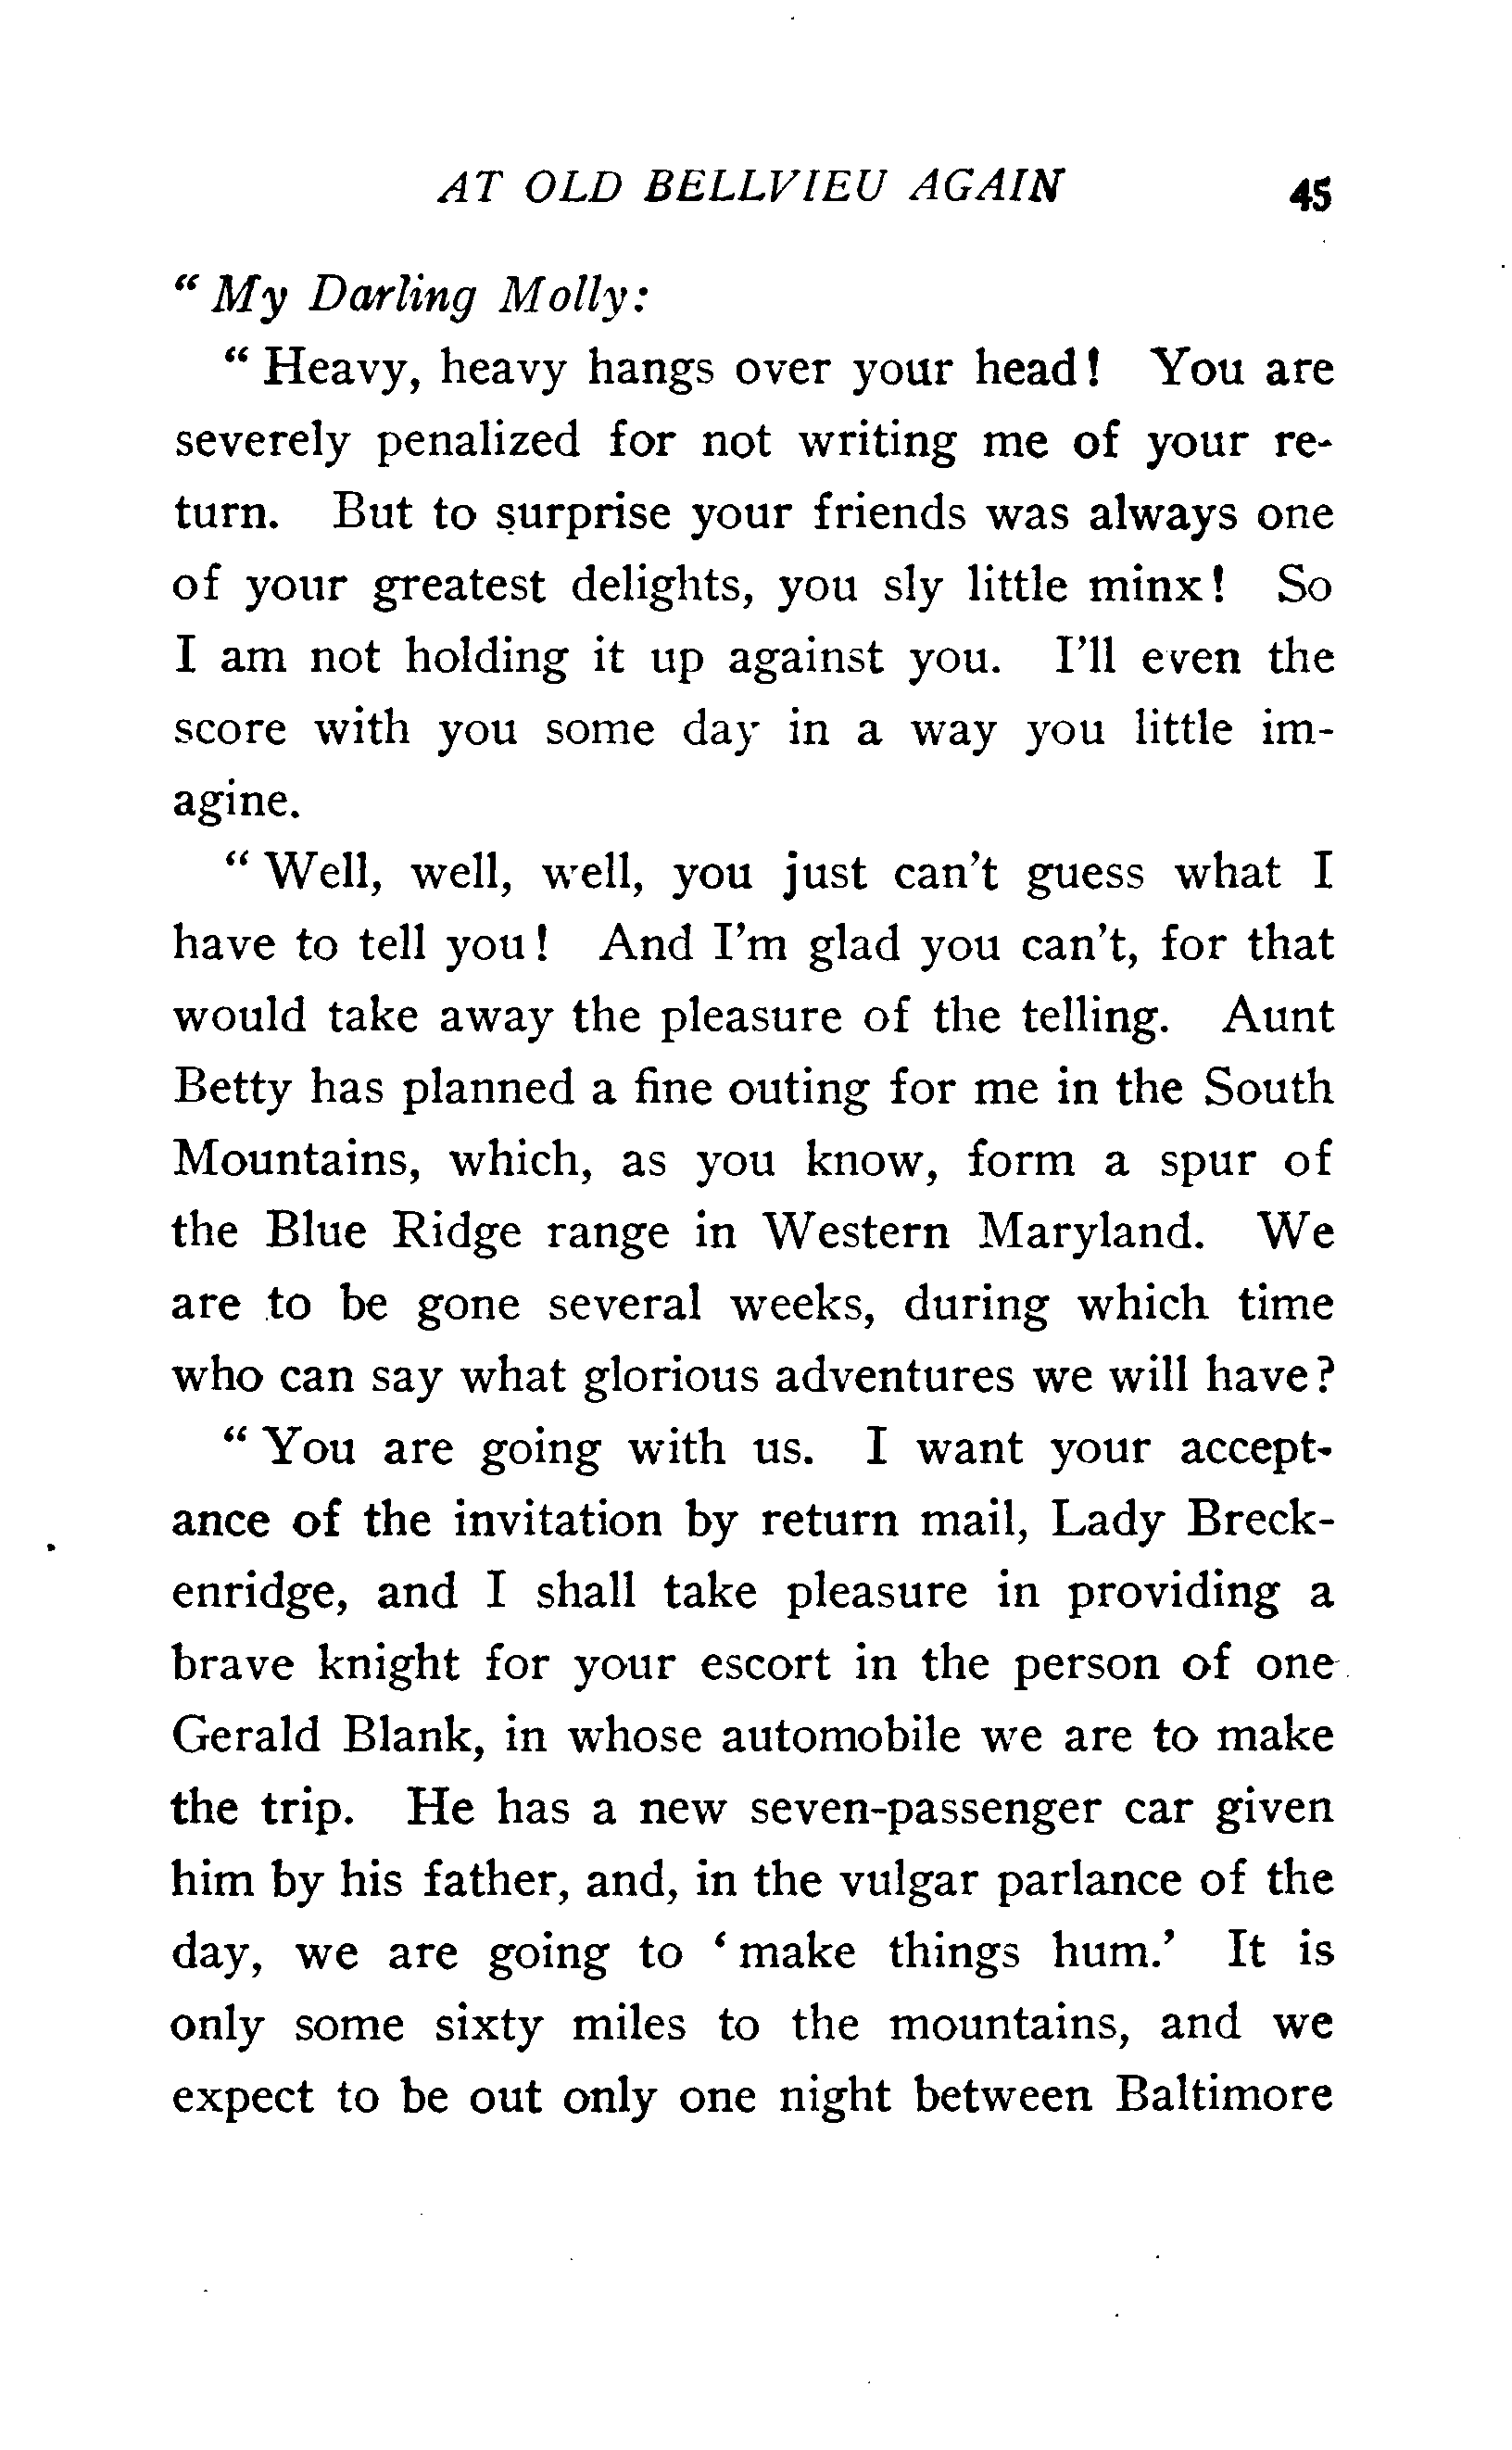 AT OLD BELLVIEU AGAIN 45
“ My Darling Molly:
“ Heavy, heavy hangs over your head! You are
severely penalized for not writing me of your re-
turn. But to surprise your friends was always one
of your greatest delights, you sly little minx! So
I am not holding it up against you. I’ll even the
score with you some day in a way you little im-
agine.
“ Well, well, well, you just can’t guess what I
have to tell you! And I’m glad you can’t, for that
would take away the pleasure of the telling. Aunt
Betty has planned a fine outing for me in the South
Mountains, which, as you know, form a spur of
the Blue Ridge range in Western Maryland. We
are to be gone several weeks, during which time
who can say what glorious adventures we will have?
“ You are going with us. I want your accept-
ance of the invitation by return mail, Lady Breck-
enridge, and I shall take pleasure in providing a
brave knight for your escort in the person of one
Gerald Blank, in whose automobile we are to make
the trip. He has a new seven-passenger car given
him by his father, and, in the vulgar parlance of the
day, we are going to ‘ make things hum.’ It is
only some sixty miles to the mountains, and we
expect to be out only one night between Baltimore